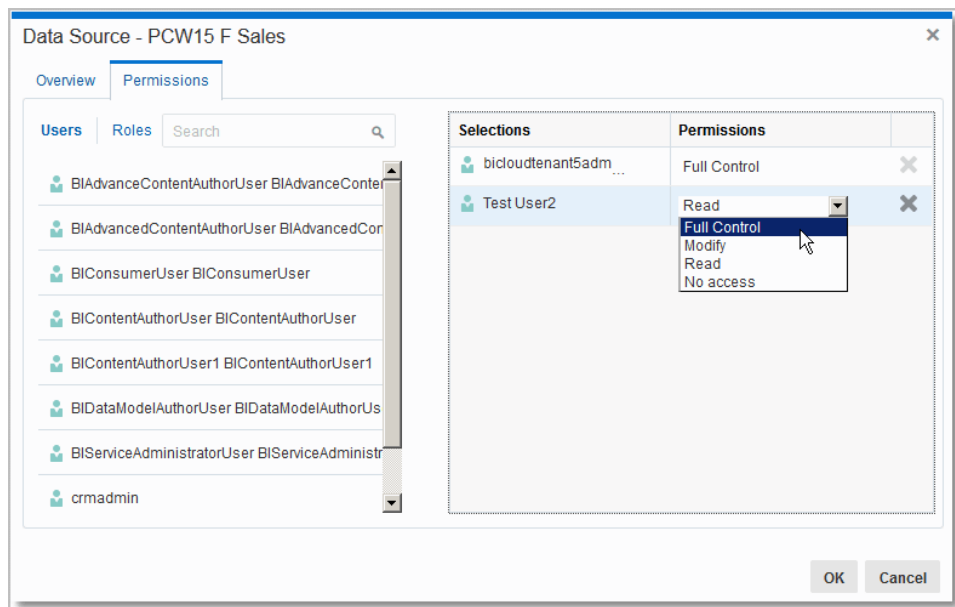 Data Source - PCW15 F Sales
Overview
Permissions
Users
Roles
Search
BIAdvanceContentAuthorUser BIAdvanceConter
BIAdvancedContentAuthorUser BIAdvancedCon
BIConsumerUser BIConsumerUser
BIContentAuthorUser BIContentAuthorUser
BIContentAuthorUser1 BIContentAuthorUser1
BIDataModelAuthorUser BIDataModelAuthorUs
BIServiceAdministratorUser BIServiceAdministr
crmadmin
Selections
Permissions
bicloudtenant5adm...
Full Control
Test User2
Read
Full Control
Modify
Read
No access
OK
Cancel